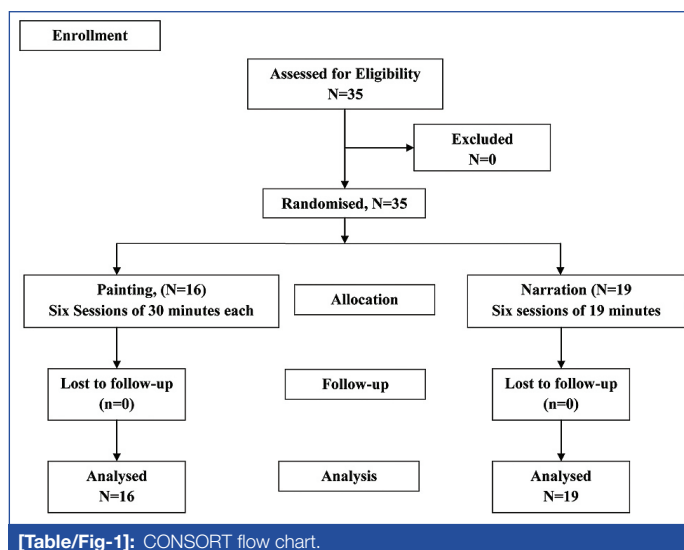 Enrollment
Assessed for Eligibility
N=35
Excluded
N=0
Randomised, N=35
Painting, (N=16)
Six Sessions of 30 minutes each
Allocation
Narration (N=19
Six sessions of 19 minutes
Lost to follow-up
(n=0)
Follow-up
Lost to follow-up
(n=0)
Analysed
N=16
Analysis
Analysed
N=19
[Table/Fig-1]: CONSORT flow chart.